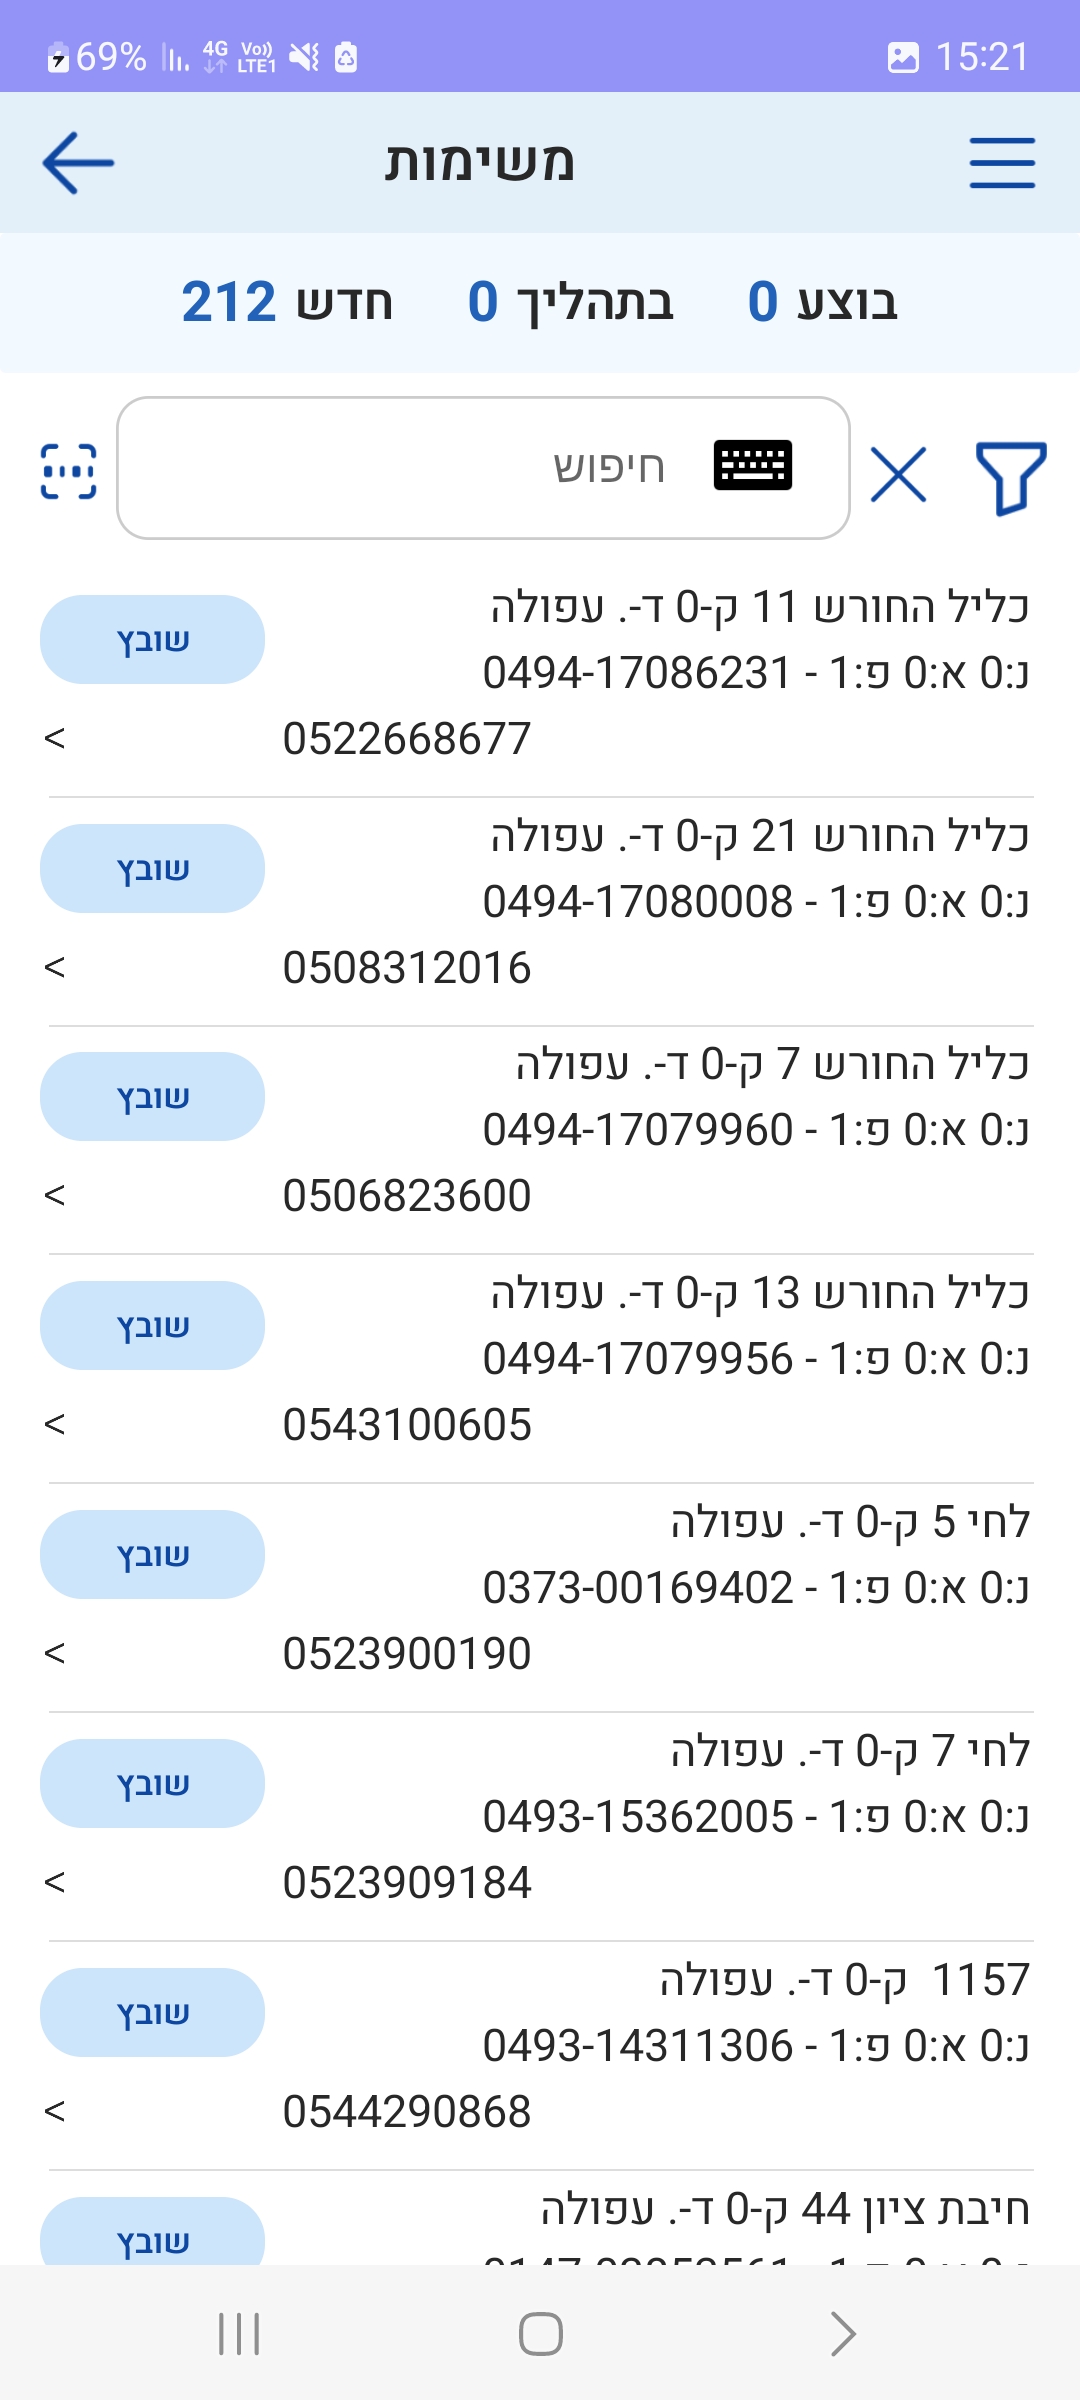 69% 4G Vo)) LTE1 15:21
משימות
בוצע 0 בתהליך 0 חדש 212
חיפוש
כליל החורש 11 ק-0 ד-. עפולה
שובץ
נ:0 א:0 פ:1 - 0494-17086231
0522668677
>
כליל החורש 21 ק-0 ד-. עפולה
שובץ
נ:0 א:0 פ:1 - 0494-17080008
0508312016
>
כליל החורש 7 ק-0 ד-. עפולה
שובץ
נ:0 א:0 פ:1 - 0494-17079960
0506823600
>
כליל החורש 13 ק-0 ד-. עפולה
שובץ
נ:0 א:0 פ:1 - 0494-17079956
0543100605
>
לחי 5 ק-0 ד-. עפולה
שובץ
נ:0 א:0 פ:1 - 0373-00169402
0523900190
>
לחי 7 ק-0 ד-. עפולה
שובץ
נ:0 א:0 פ:1 - 0493-15362005
0523909184
>
1157 ק-0 ד-. עפולה
שובץ
נ:0 א:0 פ:1 - 0493-14311306
0544290868
>
חיבת ציון 44 ק-0 ד-. עפולה
שובץ